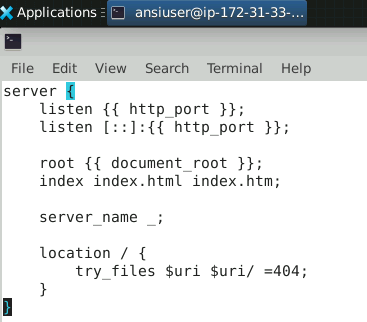 Applications ansiuser@ip-172-31-33-...
File Edit View Search Terminal Help
server {
    listen {{ http_port }};
    listen [::]:{{ http_port }};

    root {{ document_root }};
    index index.html index.htm;

    server_name _;

    location / {
        try_files $uri $uri/ =404;
    }
}